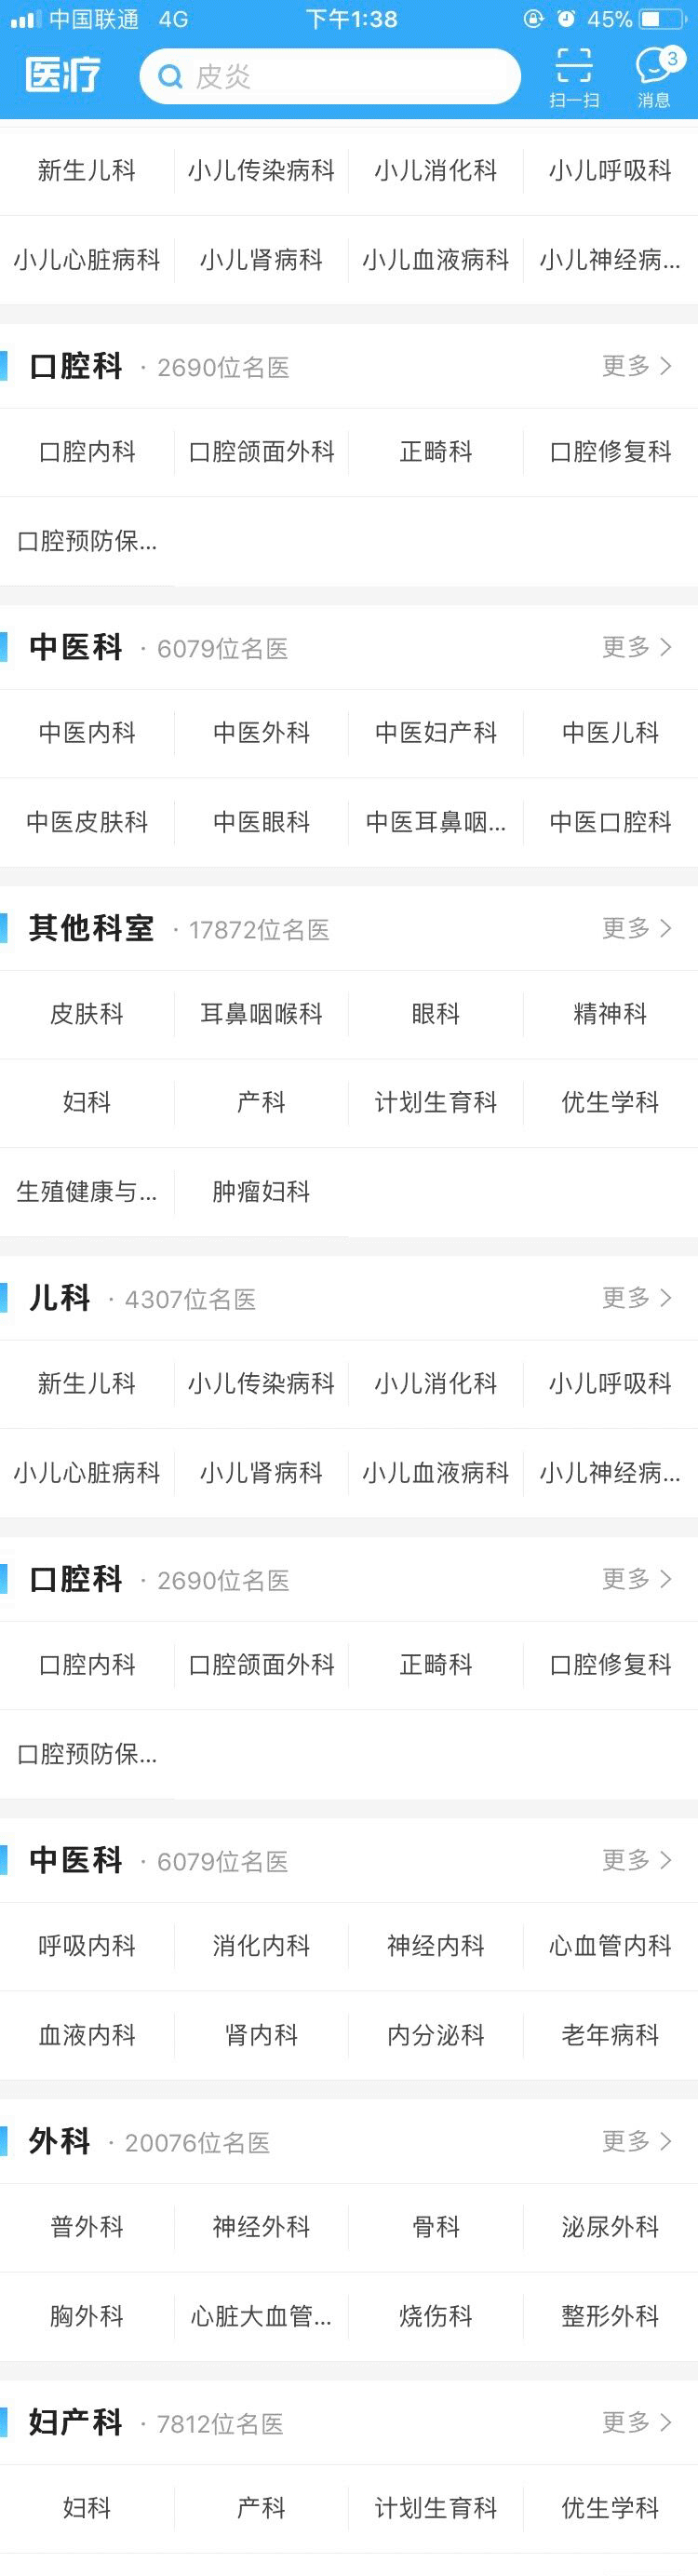 中国联通 4G 下午1:38 45%
医疗 皮炎 扫一扫 消息 3
新生儿科 小儿传染病科 小儿消化科 小儿呼吸科
小儿心脏病科 小儿肾病科 小儿血液病科 小儿神经病...
口腔科 · 2690位名医 更多
口腔内科 口腔颌面外科 正畸科 口腔修复科
口腔预防保...
中医科 · 6079位名医 更多
中医内科 中医外科 中医妇产科 中医儿科
中医皮肤科 中医眼科 中医耳鼻咽... 中医口腔科
其他科室 · 17872位名医 更多
皮肤科 耳鼻咽喉科 眼科 精神科
妇科 产科 计划生育科 优生学科
生殖健康与... 肿瘤妇科
儿科 · 4307位名医 更多
新生儿科 小儿传染病科 小儿消化科 小儿呼吸科
小儿心脏病科 小儿肾病科 小儿血液病科 小儿神经病...
口腔科 · 2690位名医 更多
口腔内科 口腔颌面外科 正畸科 口腔修复科
口腔预防保...
中医科 · 6079位名医 更多
呼吸内科 消化内科 神经内科 心血管内科
血液内科 肾内科 内分泌科 老年病科
外科 · 20076位名医 更多
普外科 神经外科 骨科 泌尿外科
胸外科 心脏大血管... 烧伤科 整形外科
妇产科 · 7812位名医 更多
妇科 产科 计划生育科 优生学科